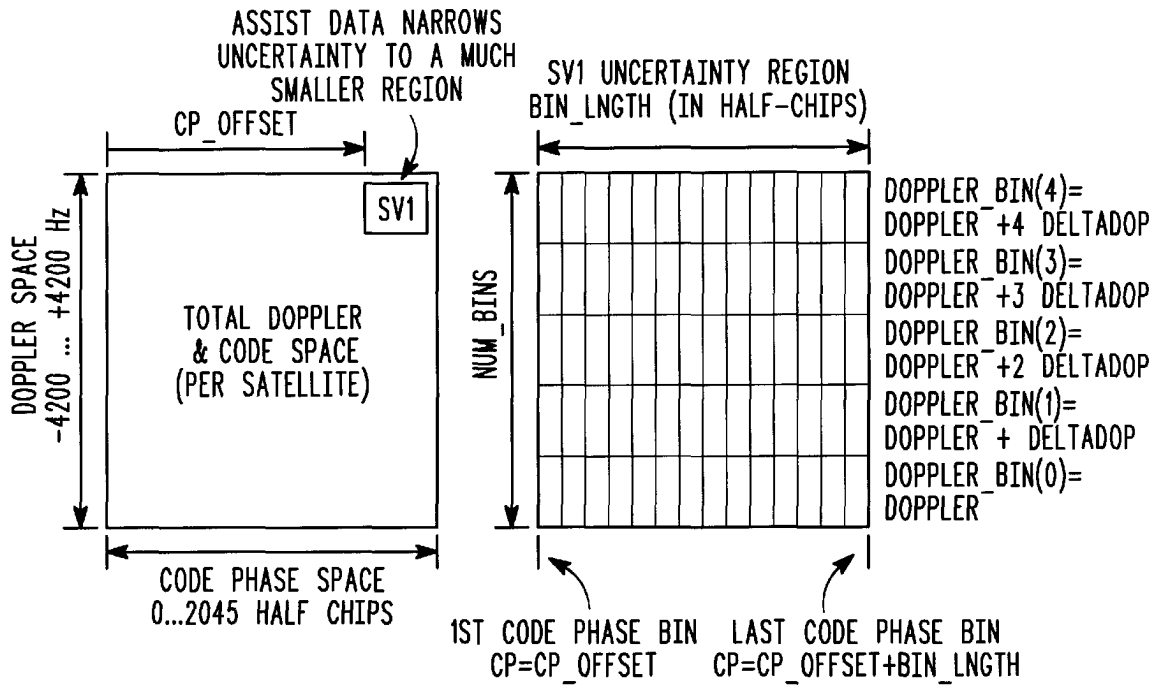 ASSIST DATA NARROWS
UNCERTAINTY TO A MUCH
SMALLER REGION
CP_OFFSET
SV1
DOPPLER SPACE
-4200 ... +4200 Hz
TOTAL DOPPLER
& CODE SPACE
(PER SATELLITE)
CODE PHASE SPACE
0...2045 HALF CHIPS
SV1 UNCERTAINTY REGION
BIN_LNGTH (IN HALF-CHIPS)
NUM_BINS
DOPPLER_BIN(4)=
DOPPLER +4 DELTADOP
DOPPLER_BIN(3)=
DOPPLER +3 DELTADOP
DOPPLER_BIN(2)=
DOPPLER +2 DELTADOP
DOPPLER_BIN(1)=
DOPPLER + DELTADOP
DOPPLER_BIN(0)=
DOPPLER
1ST CODE PHASE BIN
CP=CP_OFFSET
LAST CODE PHASE BIN
CP=CP_OFFSET+BIN_LNGTH